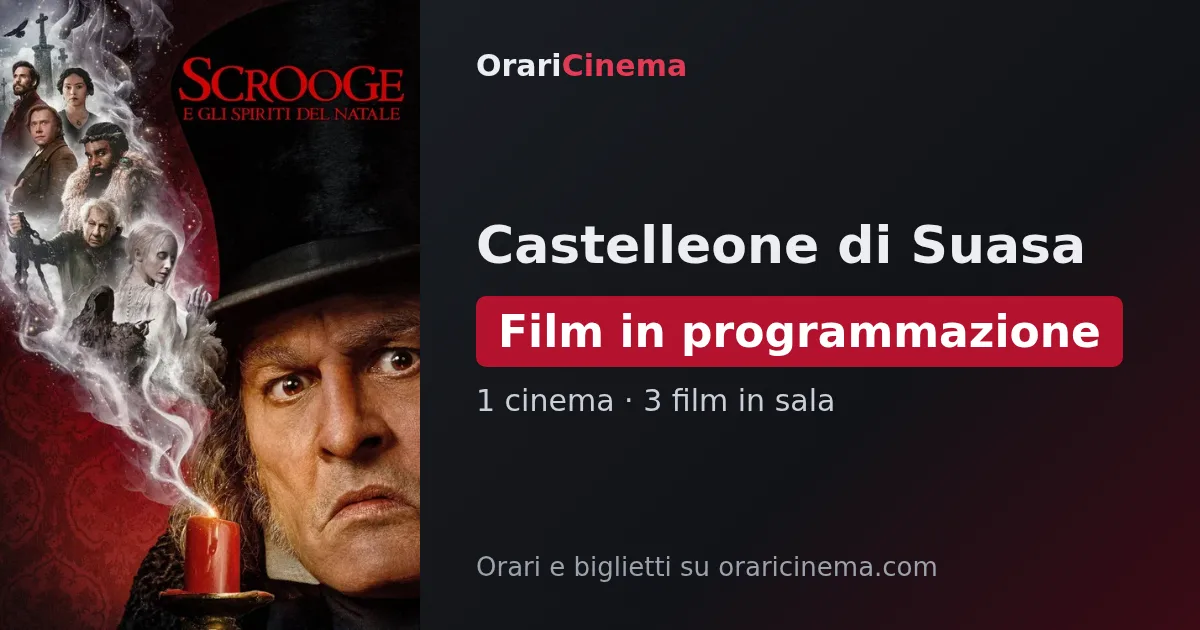 SCROOGE
E GLI SPIRITI DEL NATALE
OrariCinema
Castelleone di Suasa
Film in programmazione
1 cinema · 3 film in sala
Orari e biglietti su oraricinema.com